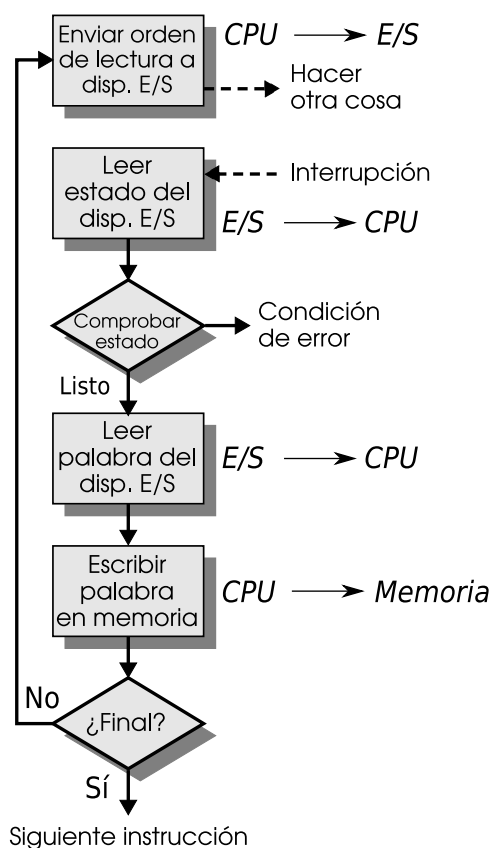 Enviar orden
de lectura a
disp. E/S
CPU → E/S
Hacer
otra cosa
Leer
estado del
disp. E/S
Interrupción
E/S → CPU
Comprobar
estado
Condición
de error
Listo
Leer
palabra del
disp. E/S
E/S → CPU
Escribir
palabra
en memoria
CPU → Memoria
No
¿Final?
Sí
Siguiente instrucción